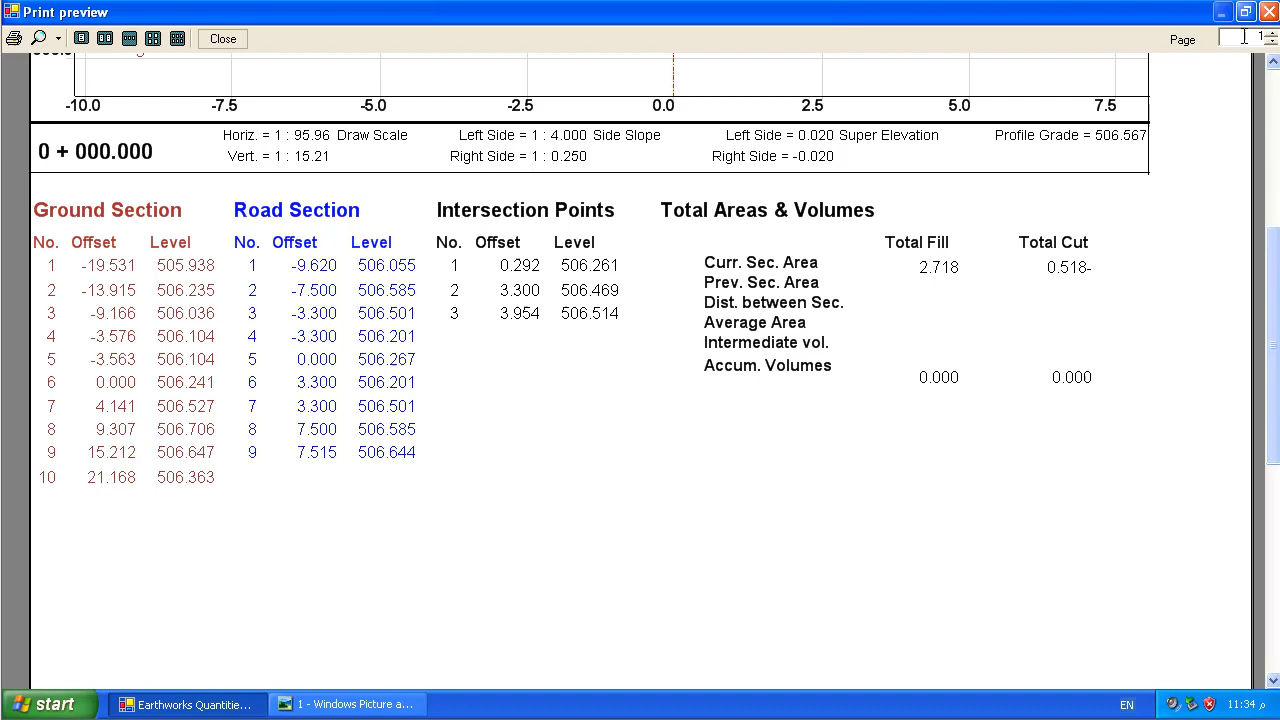 Print preview
Close
Page
1
-10.0 -7.5 -5.0 -2.5 0.0 2.5 5.0 7.5
0 + 000.000
Horiz. = 1 : 95.96 Draw Scale
Vert. = 1 : 15.21
Left Side = 1 : 4.000 Side Slope
Right Side = 1 : 0.250
Left Side = 0.020 Super Elevation
Right Side = -0.020
Profile Grade = 506.567
Ground Section
No. Offset Level
1 -19.531 505.938
2 -13.915 506.235
3 -9.166 506.036
4 -3.576 506.104
5 -3.563 506.104
6 0.000 506.241
7 4.141 506.527
8 9.307 506.706
9 15.212 506.647
10 21.168 506.363
Road Section
No. Offset Level
1 -9.620 506.055
2 -7.500 506.585
3 -3.300 506.501
4 -3.300 506.201
5 0.000 506.267
6 3.300 506.201
7 3.300 506.501
8 7.500 506.585
9 7.515 506.644
Intersection Points
No. Offset Level
1 0.292 506.261
2 3.300 506.469
3 3.954 506.514
Total Areas & Volumes
Total Fill Total Cut
Curr. Sec. Area 2.718 0.518-
Prev. Sec. Area
Dist. between Sec.
Average Area
Intermediate vol.
Accum. Volumes
0.000 0.000
start
Earthworks Quantitie...
1 - Windows Picture a...
EN
11:34 م